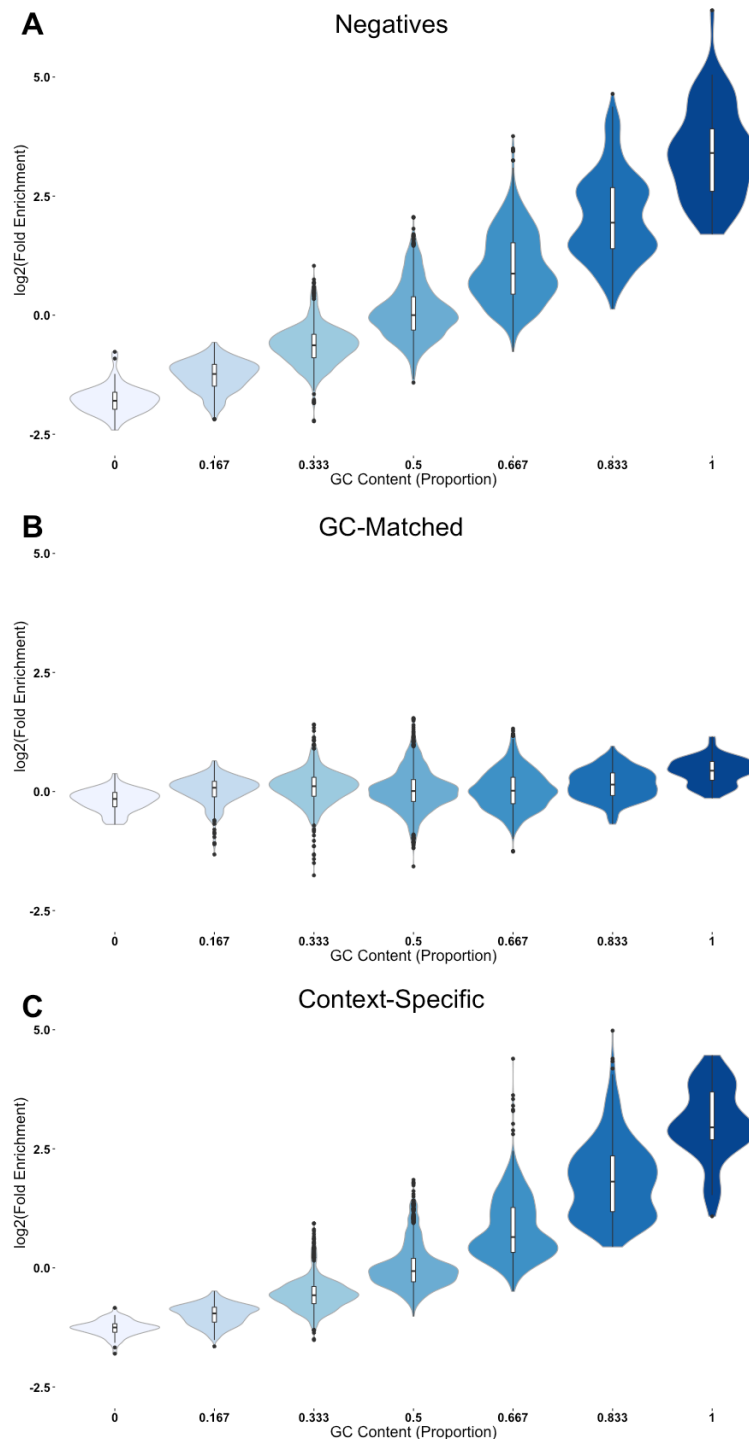 A
Negatives
5.0
2.5
0.0
-2.5
log2(Fold Enrichment)
0 0.167 0.333 0.5 0.667 0.833 1
GC Content (Proportion)
B
GC-Matched
5.0
2.5
0.0
-2.5
log2(Fold Enrichment)
0 0.167 0.333 0.5 0.667 0.833 1
GC Content (Proportion)
C
Context-Specific
5.0
2.5
0.0
-2.5
log2(Fold Enrichment)
0 0.167 0.333 0.5 0.667 0.833 1
GC Content (Proportion)